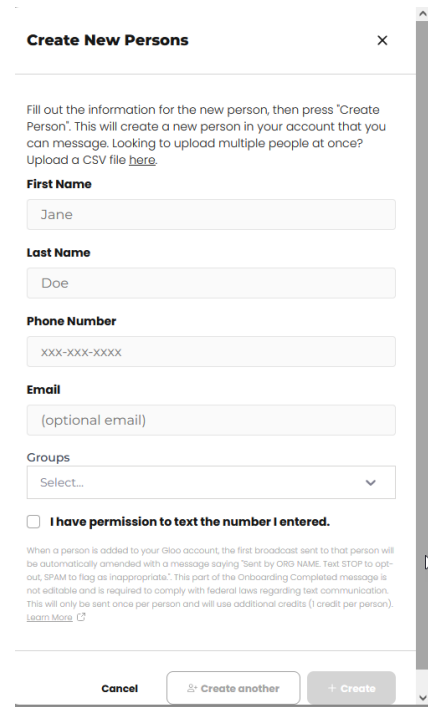 Create New Persons
Fill out the information for the new person, then press "Create
Person". This will create a new person in your account that you
can message. Looking to upload multiple people at once?
Upload a CSV file here.
First Name
Jane
Last Name
Doe
Phone Number
xxx-xxx-xxxx
Email
(optional email)
Groups
Select...
I have permission to text the number I entered.
When a person is added to your Gloo account, the first broadcast sent to that person will
be automatically amended with a message saying "Sent by ORG NAME. Text STOP to opt-
out, SPAM to flag as inappropriate.". This part of the Onboarding Completed message is
not editable and is required to comply with federal laws regarding text communication.
This will only be sent once per person and will use additional credits (1 credit per person).
Learn More
Cancel
Create another
+ Create